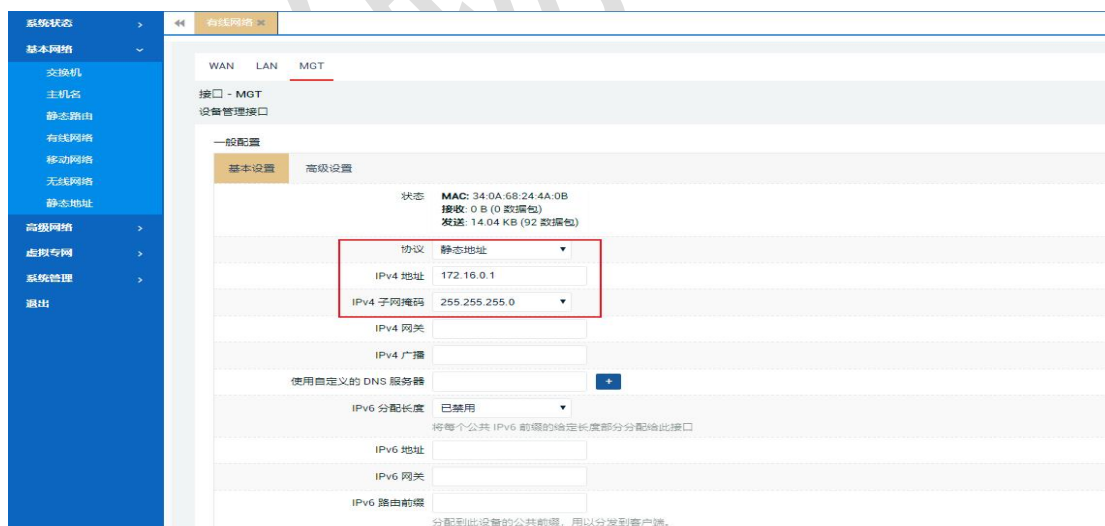 系统状态
基本网络
交换机
主机名
静态路由
有线网络
移动网络
无线网络
静态地址
高级网络
虚拟专网
系统管理
退出
有线网络
WAN LAN MGT
接口 - MGT
设备管理接口
一般配置
基本设置 高级设置
状态 MAC: 34:0A:68:24:4A:0B
接收: 0 B (0 数据包)
发送: 14.04 KB (92 数据包)
协议 静态地址
IPv4 地址 172.16.0.1
IPv4 子网掩码 255.255.255.0
IPv4 网关
IPv4 广播
使用自定义的 DNS 服务器 +
IPv6 分配长度 已禁用
将每个公共 IPv6 前缀的给定长度部分分配给此接口
IPv6 地址
IPv6 网关
IPv6 路由前缀
分配到此设备的公共前缀，用以分发到客户端。